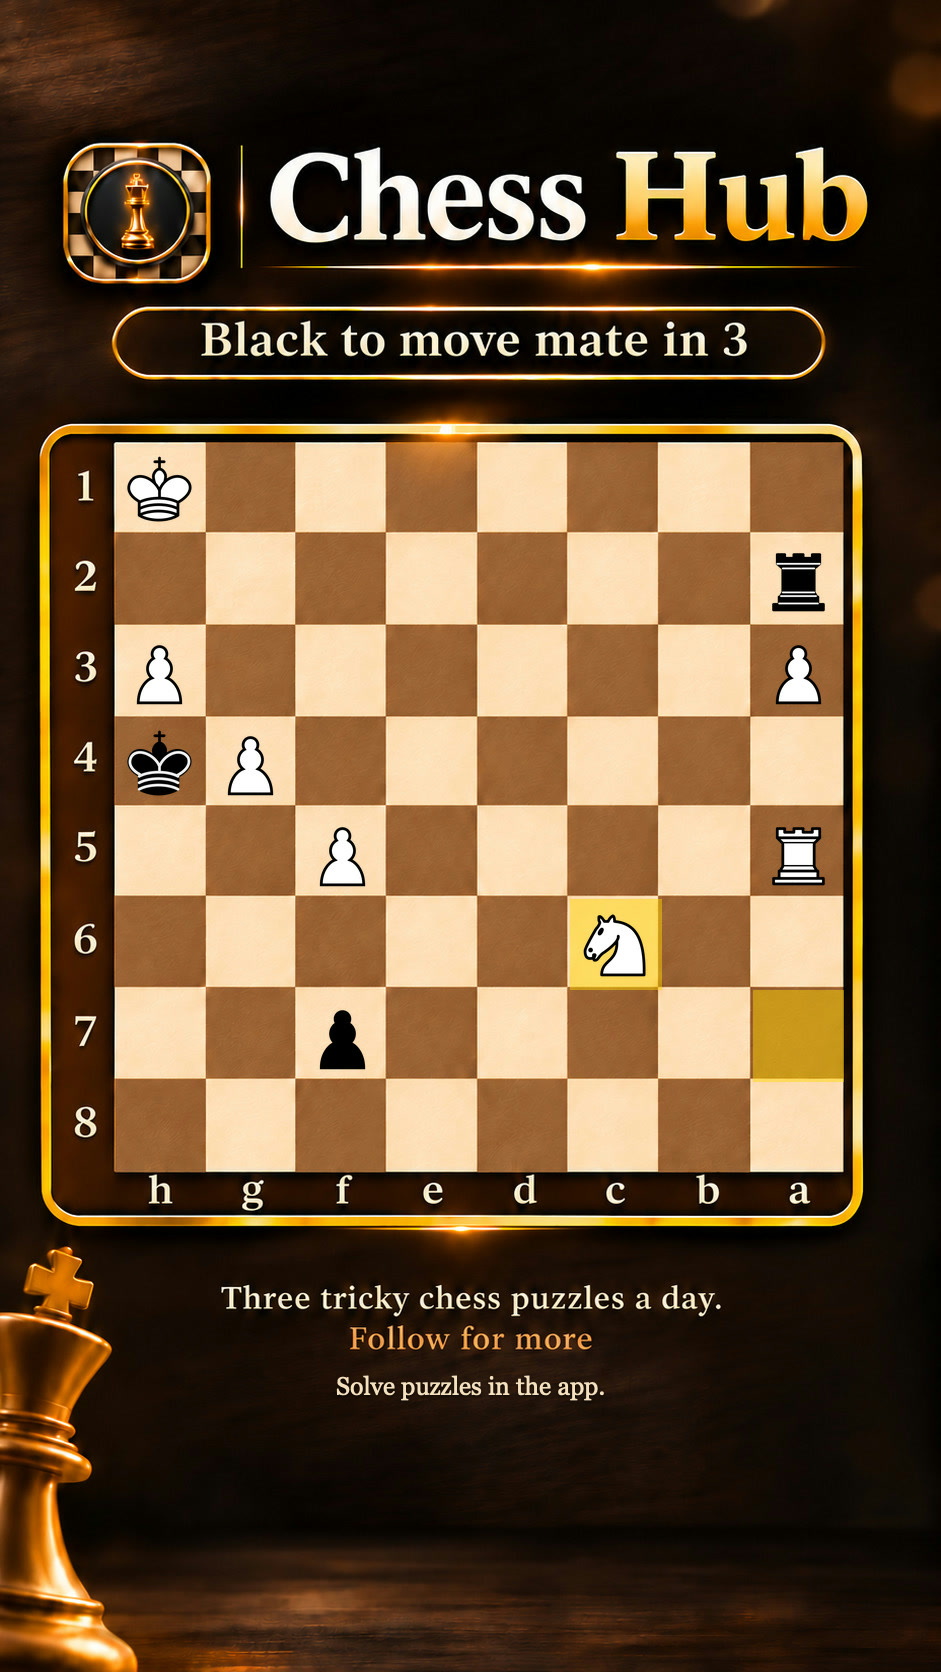 Chess Hub
Black to move mate in 3
1
2
3
4
5
6
7
8
h g f e d c b a
Three tricky chess puzzles a day.
Follow for more
Solve puzzles in the app.